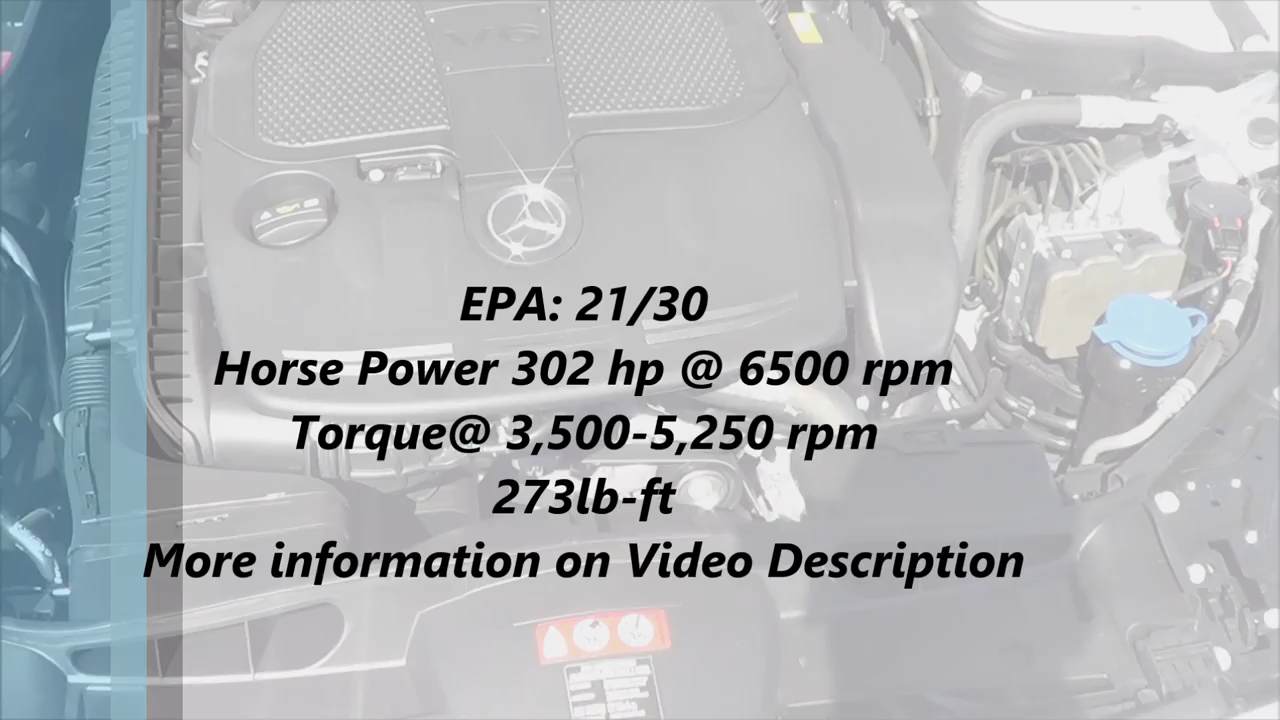 V6
EPA: 21/30
Horse Power 302 hp @ 6500 rpm
Torque@ 3,500-5,250 rpm
273lb-ft
More information on Video Description